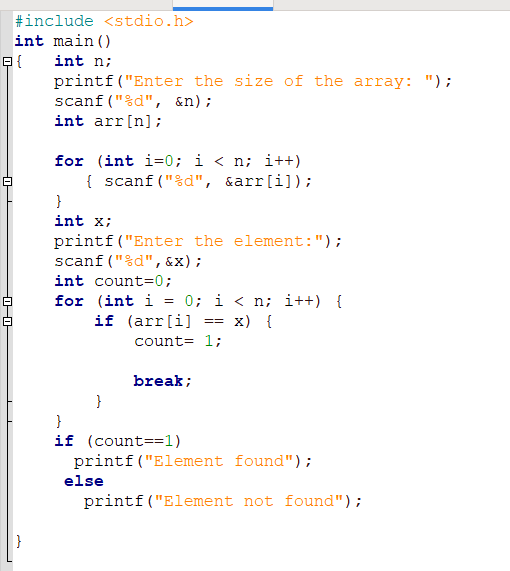 #include <stdio.h>
int main()
{   int n;
    printf("Enter the size of the array: ");
    scanf("%d", &n);
    int arr[n];

    for (int i=0; i < n; i++)
       { scanf("%d", &arr[i]);
    }
    int x;
    printf("Enter the element:");
    scanf("%d",&x);
    int count=0;
    for (int i = 0; i < n; i++) {
        if (arr[i] == x) {
            count= 1;

            break;
        }
    }
    if (count==1)
      printf("Element found");
     else
       printf("Element not found");

}